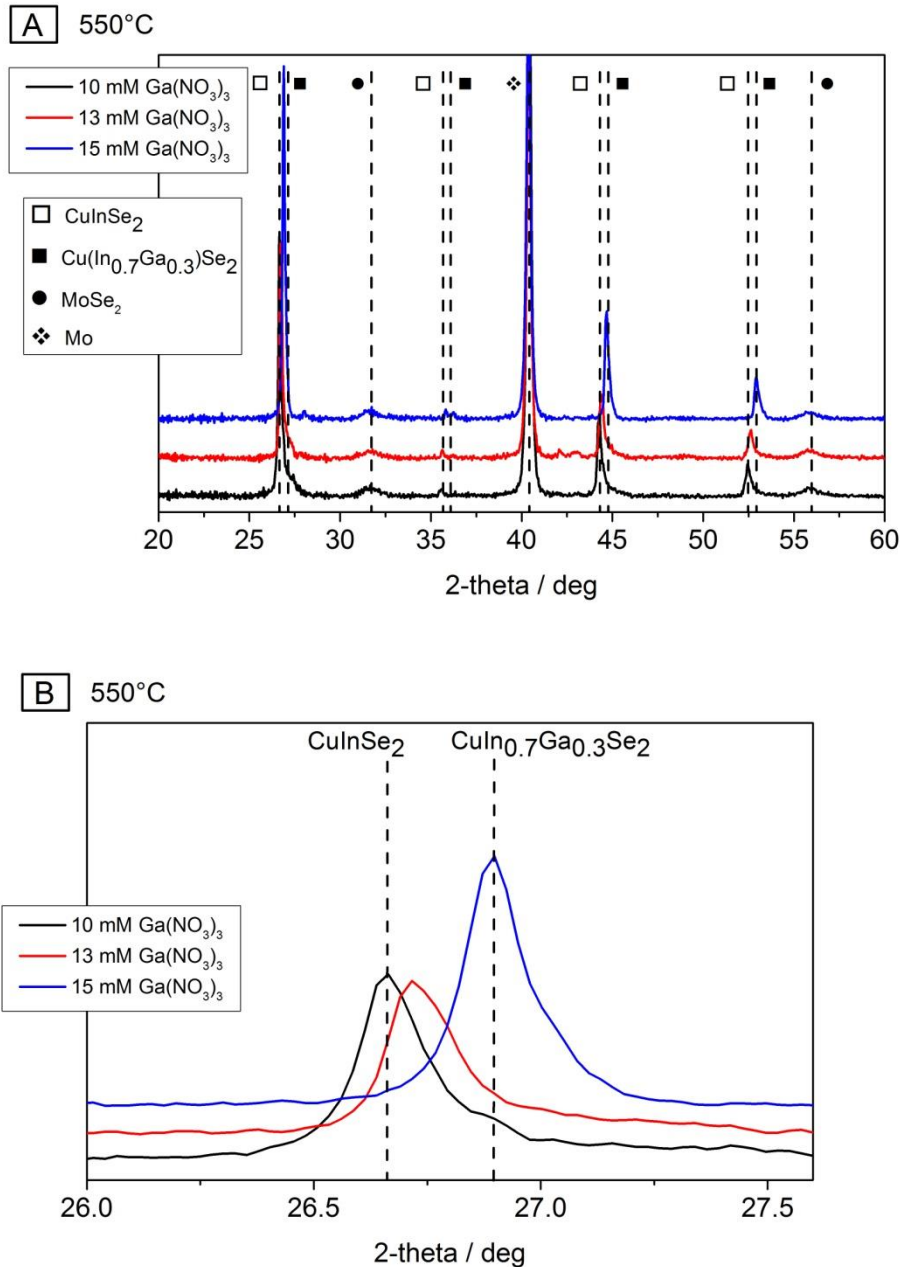 A 550°C
10 mM Ga(NO₃)₃
13 mM Ga(NO₃)₃
15 mM Ga(NO₃)₃
CuInSe₂
Cu(In₀.₇Ga₀.₃)Se₂
MoSe₂
Mo
20 25 30 35 40 45 50 55 60
2-theta / deg
B 550°C
CuInSe₂ CuIn₀.₇Ga₀.₃Se₂
10 mM Ga(NO₃)₃
13 mM Ga(NO₃)₃
15 mM Ga(NO₃)₃
26.0 26.5 27.0 27.5
2-theta / deg